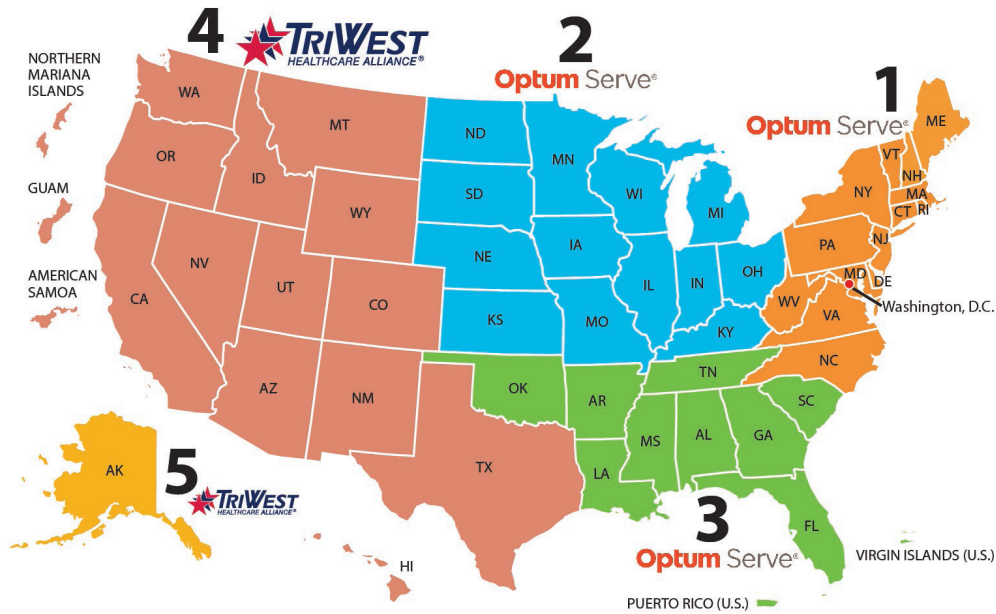 4 TRIWEST
HEALTHCARE ALLIANCE®
2
Optum Serve®
1
Optum Serve®
NORTHERN
MARIANA
ISLANDS
GUAM
AMERICAN
SAMOA
WA
OR
ID
MT
WY
NV
UT
CA
CO
AZ
NM
TX
HI
ND
SD
NE
KS
MN
IA
MO
WI
IL
MI
IN
OH
KY
ME
VT
NH
MA
CT
RI
NY
NJ
PA
MD
DE
Washington, D.C.
WV
VA
NC
OK
AR
TN
SC
LA
MS
AL
GA
FL
AK
5
TRIWEST
HEALTHCARE ALLIANCE®
3
Optum Serve®
VIRGIN ISLANDS (U.S.)
PUERTO RICO (U.S.)